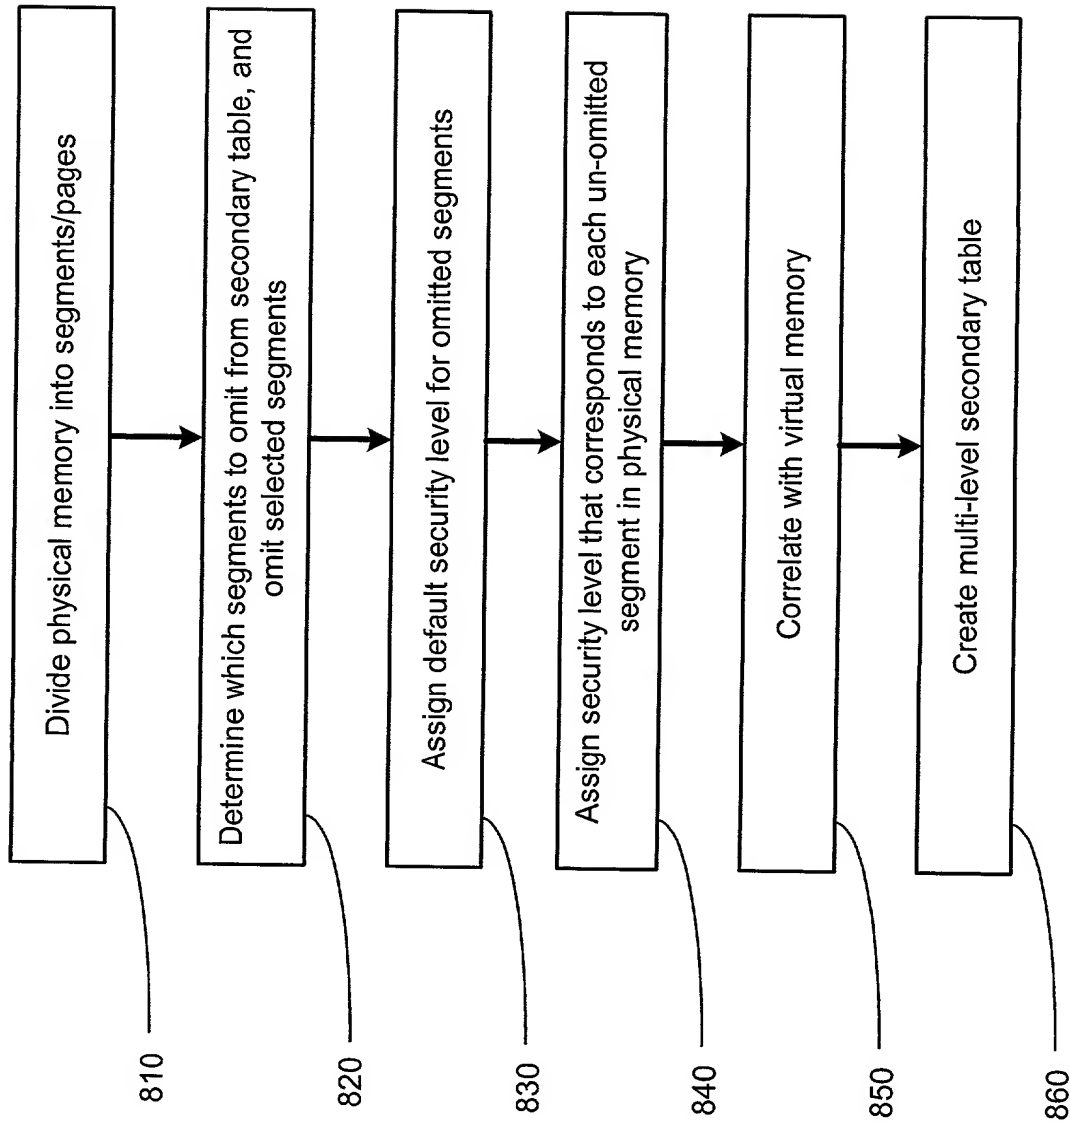 Divide physical memory into segments/pages
810
Determine which segments to omit from secondary table, and
omit selected segments
820
Assign default security level for omitted segments
830
Assign security level that corresponds to each un-omitted
segment in physical memory
840
Correlate with virtual memory
850
Create multi-level secondary table
860